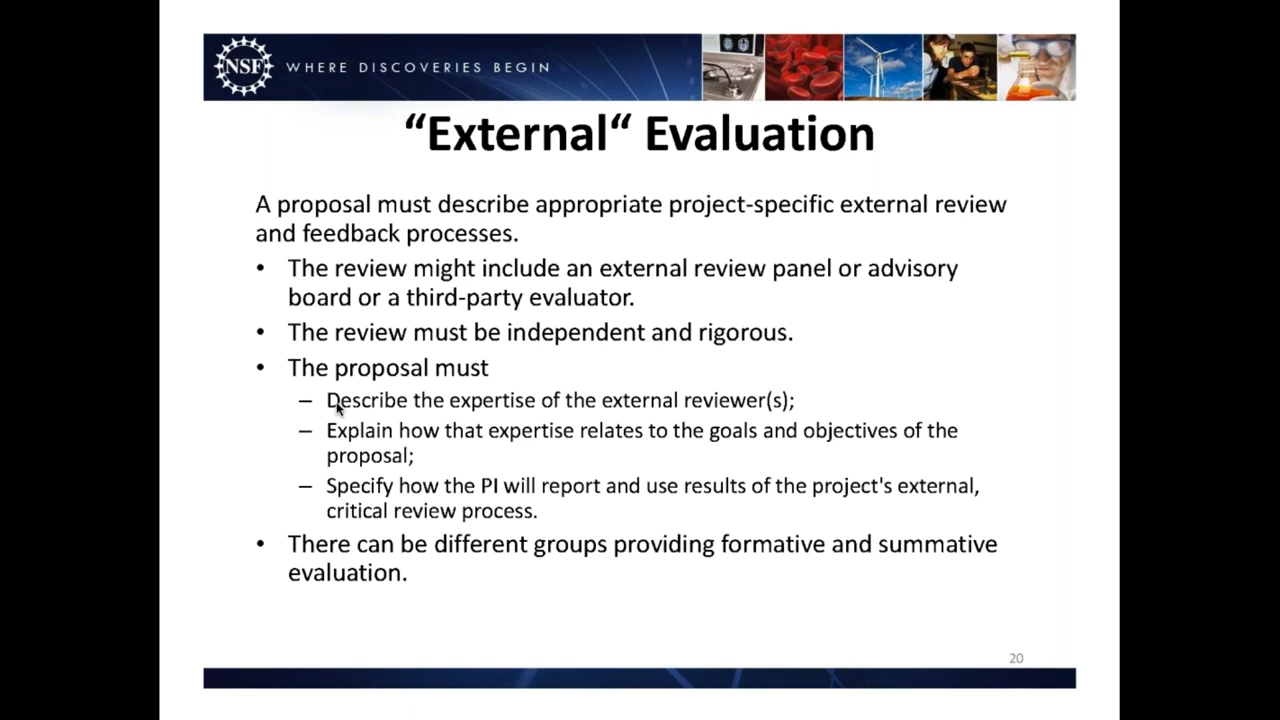 NSF WHERE DISCOVERIES BEGIN
“External“ Evaluation
A proposal must describe appropriate project-specific external review
and feedback processes.
• The review might include an external review panel or advisory
board or a third-party evaluator.
• The review must be independent and rigorous.
• The proposal must
– Describe the expertise of the external reviewer(s);
– Explain how that expertise relates to the goals and objectives of the
proposal;
– Specify how the PI will report and use results of the project's external,
critical review process.
• There can be different groups providing formative and summative
evaluation.
20